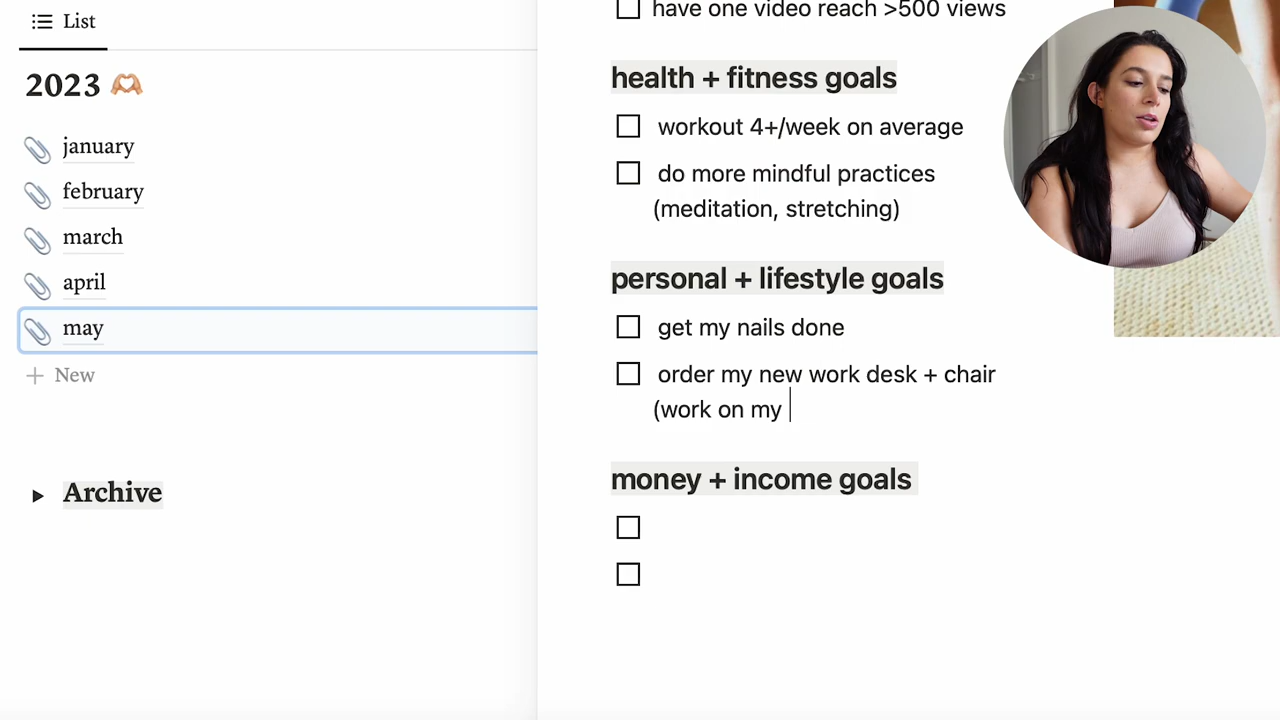 List
2023 🫶🏼
january
february
march
april
may
New
Archive
have one video reach >500 views
health + fitness goals
workout 4+/week on average
do more mindful practices
(meditation, stretching)
personal + lifestyle goals
get my nails done
order my new work desk + chair
(work on my
money + income goals